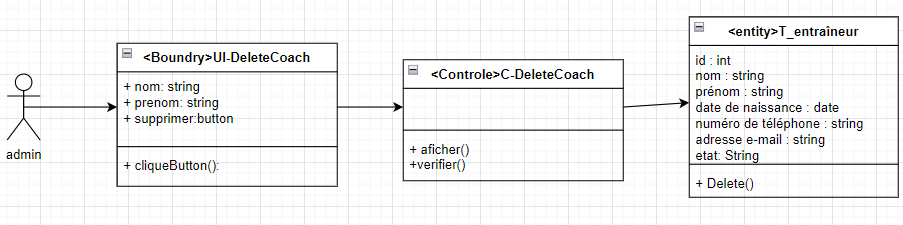 admin
<Boundry>UI-DeleteCoach
+ nom: string
+ prenom: string
+ supprimer:button
+ cliqueButton():
<Controle>C-DeleteCoach
+ aficher()
+verifier()
<entity>T_entraîneur
id : int
nom : string
prénom : string
date de naissance : date
numéro de téléphone : string
adresse e-mail : string
etat: String
+ Delete()